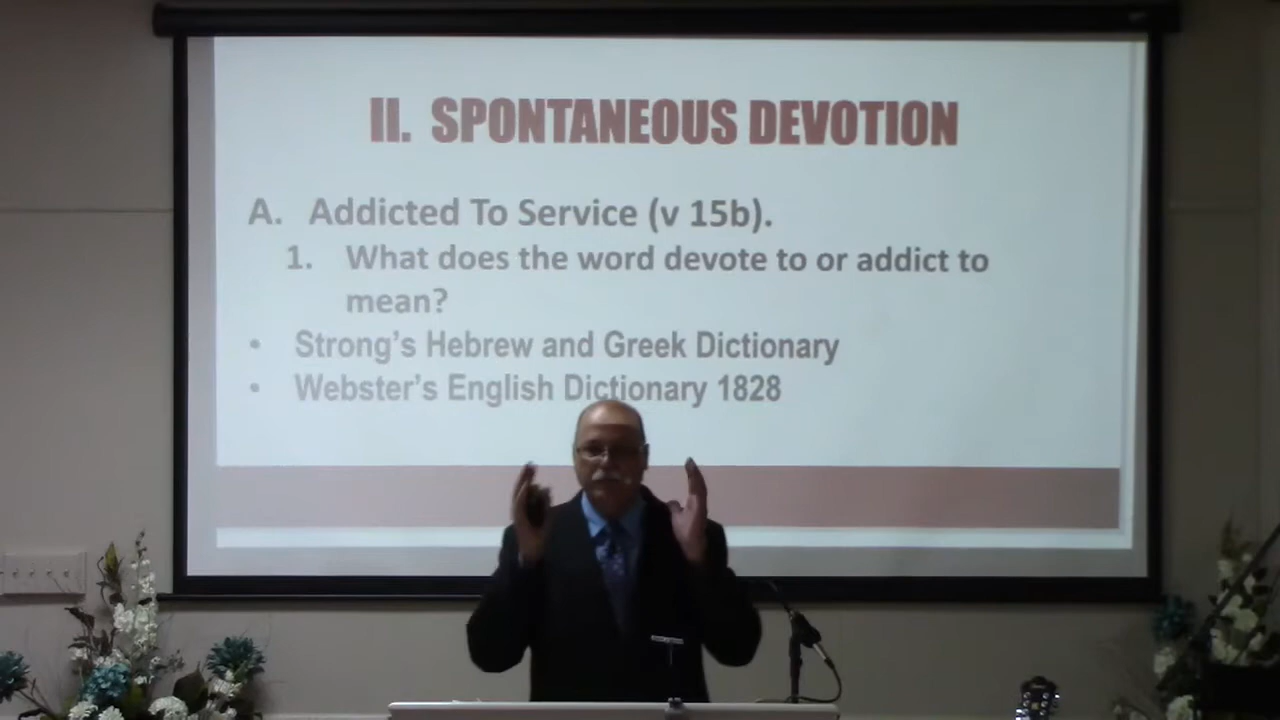 II. SPONTANEOUS DEVOTION
A. Addicted To Service (v 15b).
1. What does the word devote to or addict to
mean?
• Strong's Hebrew and Greek Dictionary
• Webster's English Dictionary 1828